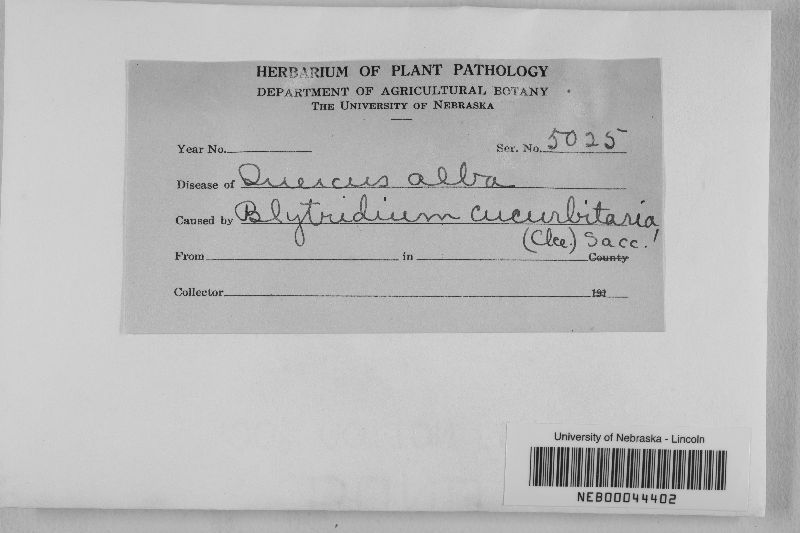 HERBARIUM OF PLANT PATHOLOGY
DEPARTMENT OF AGRICULTURAL BOTANY
THE UNIVERSITY OF NEBRASKA
Year No. Ser. No. 5025
Disease of Quercus alba
Caused by Blytridium cucurbitaria
(Cke.) Sacc.!
From in County
Collector 191
University of Nebraska - Lincoln
NEB00044402